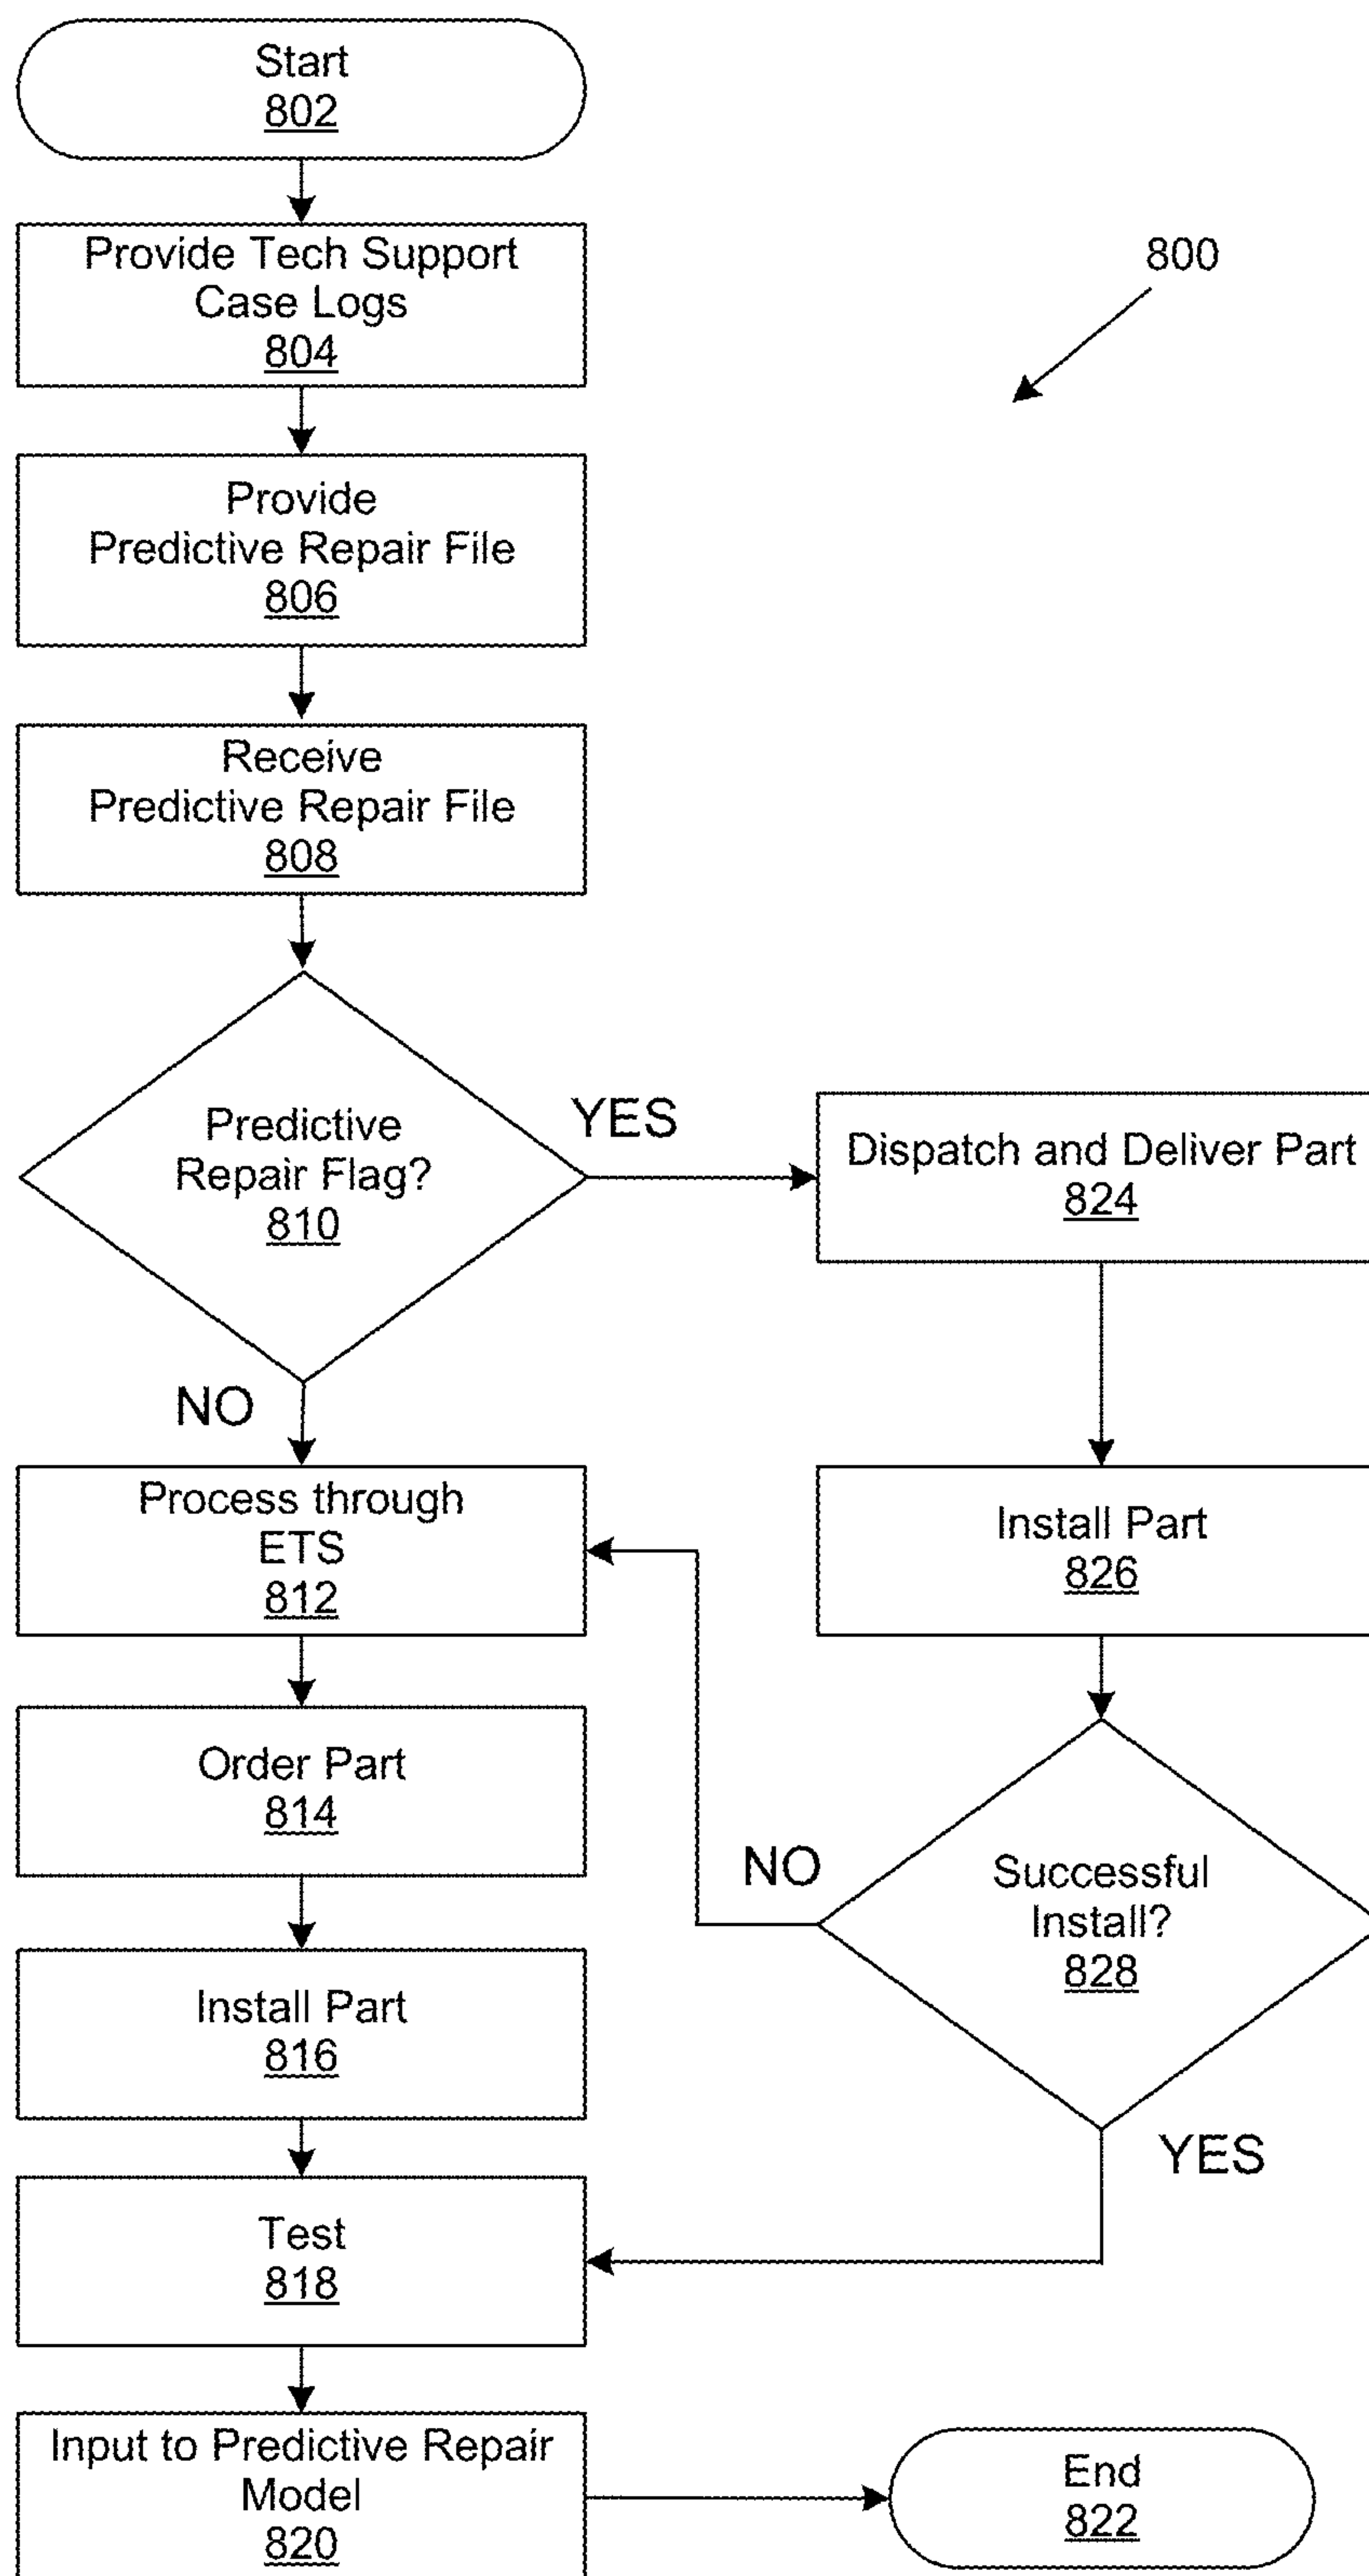 Start
802
Provide Tech Support
Case Logs
804
800
Provide
Predictive Repair File
806
Receive
Predictive Repair File
808
Predictive
Repair Flag?
810
YES
NO
Dispatch and Deliver Part
824
Process through
ETS
812
Install Part
826
Order Part
814
Successful
Install?
828
NO
YES
Install Part
816
Test
818
Input to Predictive Repair
Model
820
End
822